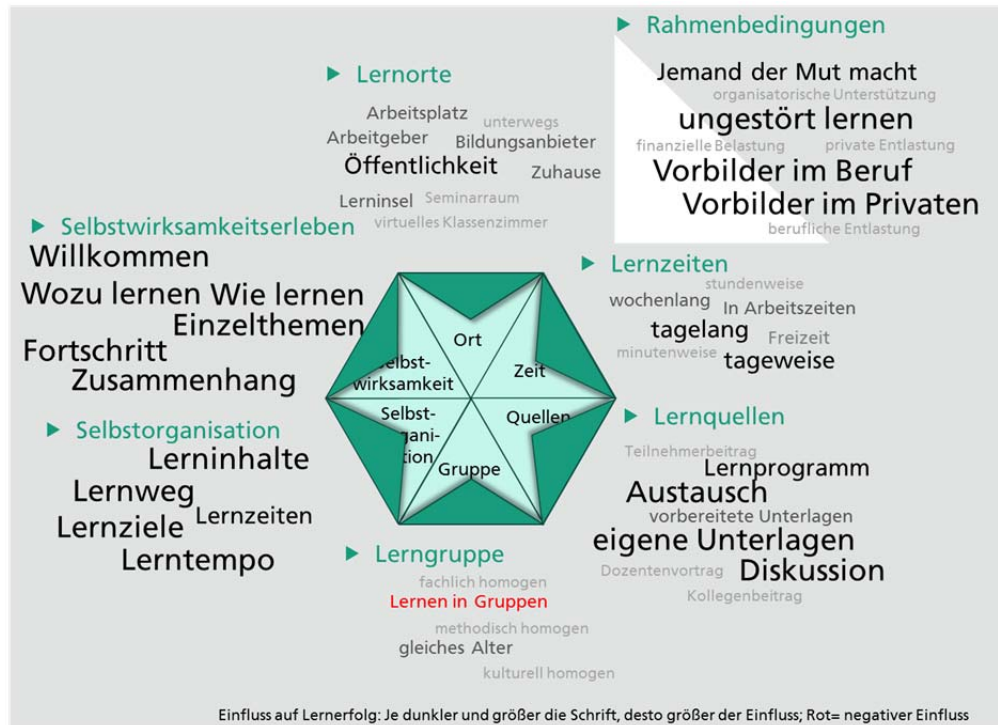 ▶ Rahmenbedingungen
Jemand der Mut macht
organisatorische Unterstützung
ungestört lernen
finanzielle Belastung private Entlastung
Vorbilder im Beruf
Vorbilder im Privaten
berufliche Entlastung
▶ Lernorte
Arbeitsplatz
unterwegs
Arbeitgeber Bildungsanbieter
Öffentlichkeit Zuhause
Lerninsel Seminarraum
virtuelles Klassenzimmer
▶ Selbstwirksamkeitserleben
Willkommen
Wozu lernen Wie lernen
Einzelthemen
Fortschritt
Zusammenhang
▶ Lernzeiten
stundenweise
wochenlang In Arbeitszeiten
tagelang Freizeit
minutenweise tageweise
Ort
Zeit
elbst-
wirksamkeit
Selbst-
gani-
tion
Quellen
Gruppe
▶ Selbstorganisation
Lerninhalte
Lernweg
Lernziele Lernzeiten
Lerntempo
▶ Lernquellen
Teilnehmerbeitrag
Lernprogramm
Austausch
vorbereitete Unterlagen
eigene Unterlagen
Dozentenvortrag Diskussion
Kollegenbeitrag
▶ Lerngruppe
fachlich homogen
Lernen in Gruppen
methodisch homogen
gleiches Alter
kulturell homogen
Einfluss auf Lernerfolg: Je dunkler und größer die Schrift, desto größer der Einfluss; Rot= negativer Einfluss